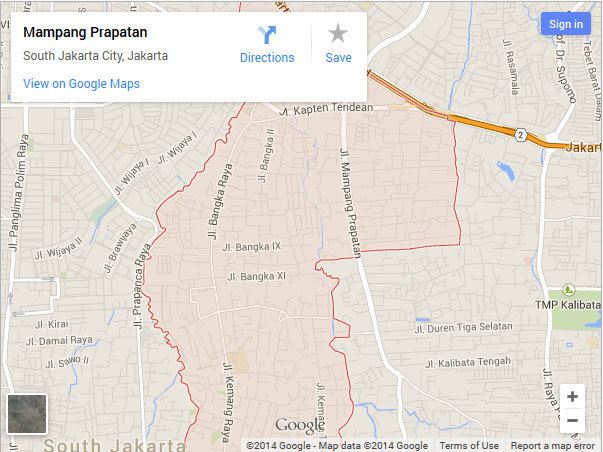 Mampang Prapatan
South Jakarta City, Jakarta
View on Google Maps
Directions
Save
Sign in
Jl. Kapten Tendean
Jl. Rasamala
Prof. Dr. Supomo
Tebet Barat Dalam
2
Jakart
Jl. Panglima Polim Raya
Jl. Wijaya I
Jl. Wijaya I
Jl. Bangka II
Jl. Bangka Raya
Jl. Mampang Prapatan
Jl. Wijaya II
Jl. Brawijaya
Jl. Prapanca Raya
Jl. Bangka IX
Jl. Bangka XI
TMP Kalibata
Jl. Kirai
Jl. Damai Raya
Jl. Sawo II
Jl. Duren Tiga Selatan
Jl. Kalibata Tengah
Jl. Kemang Raya
Jl. Kemang
Jl. Raya
+
−
South Jakarta
Google
©2014 Google - Map data ©2014 Google
Terms of Use
Report a map error